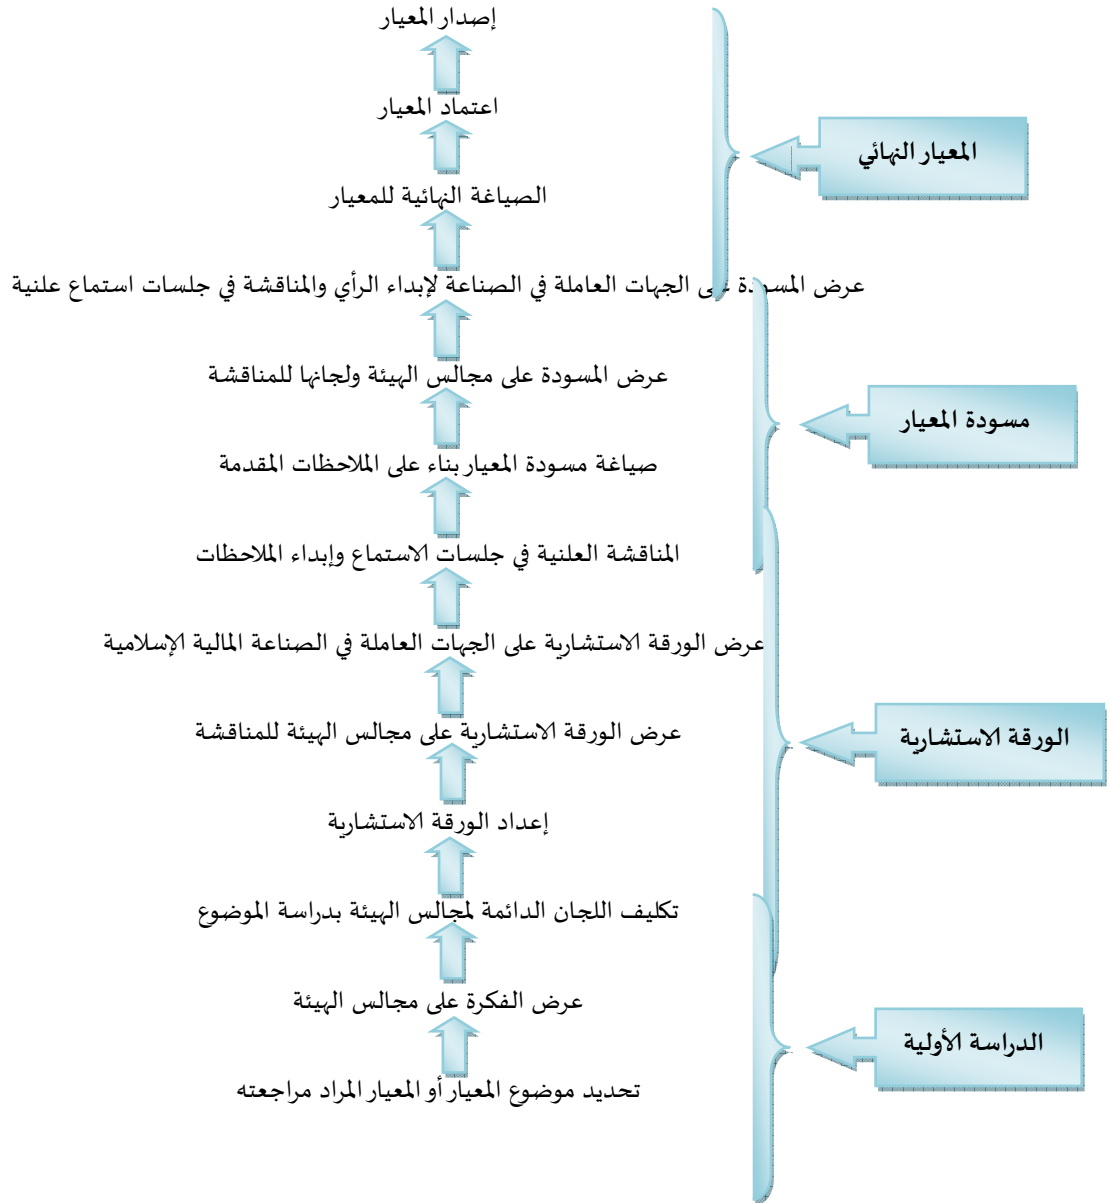 إصدار المعيار
اعتماد المعيار
المعيار النهائي
الصياغة النهائية للمعيار
عرض المسودة على الجهات العاملة في الصناعة لإبداء الرأي والمناقشة في جلسات استماع علنية
عرض المسودة على مجالس الهيئة ولجانها للمناقشة
مسودة المعيار
صياغة مسودة المعيار بناء على الملاحظات المقدمة
المناقشة العلنية في جلسات الاستماع وإبداء الملاحظات
عرض الورقة الاستشارية على الجهات العاملة في الصناعة المالية الإسلامية
عرض الورقة الاستشارية على مجالس الهيئة للمناقشة
الورقة الاستشارية
إعداد الورقة الاستشارية
تكليف اللجان الدائمة لمجالس الهيئة بدراسة الموضوع
عرض الفكرة على مجالس الهيئة
الدراسة الأولية
تحديد موضوع المعيار أو المعيار المراد مراجعته